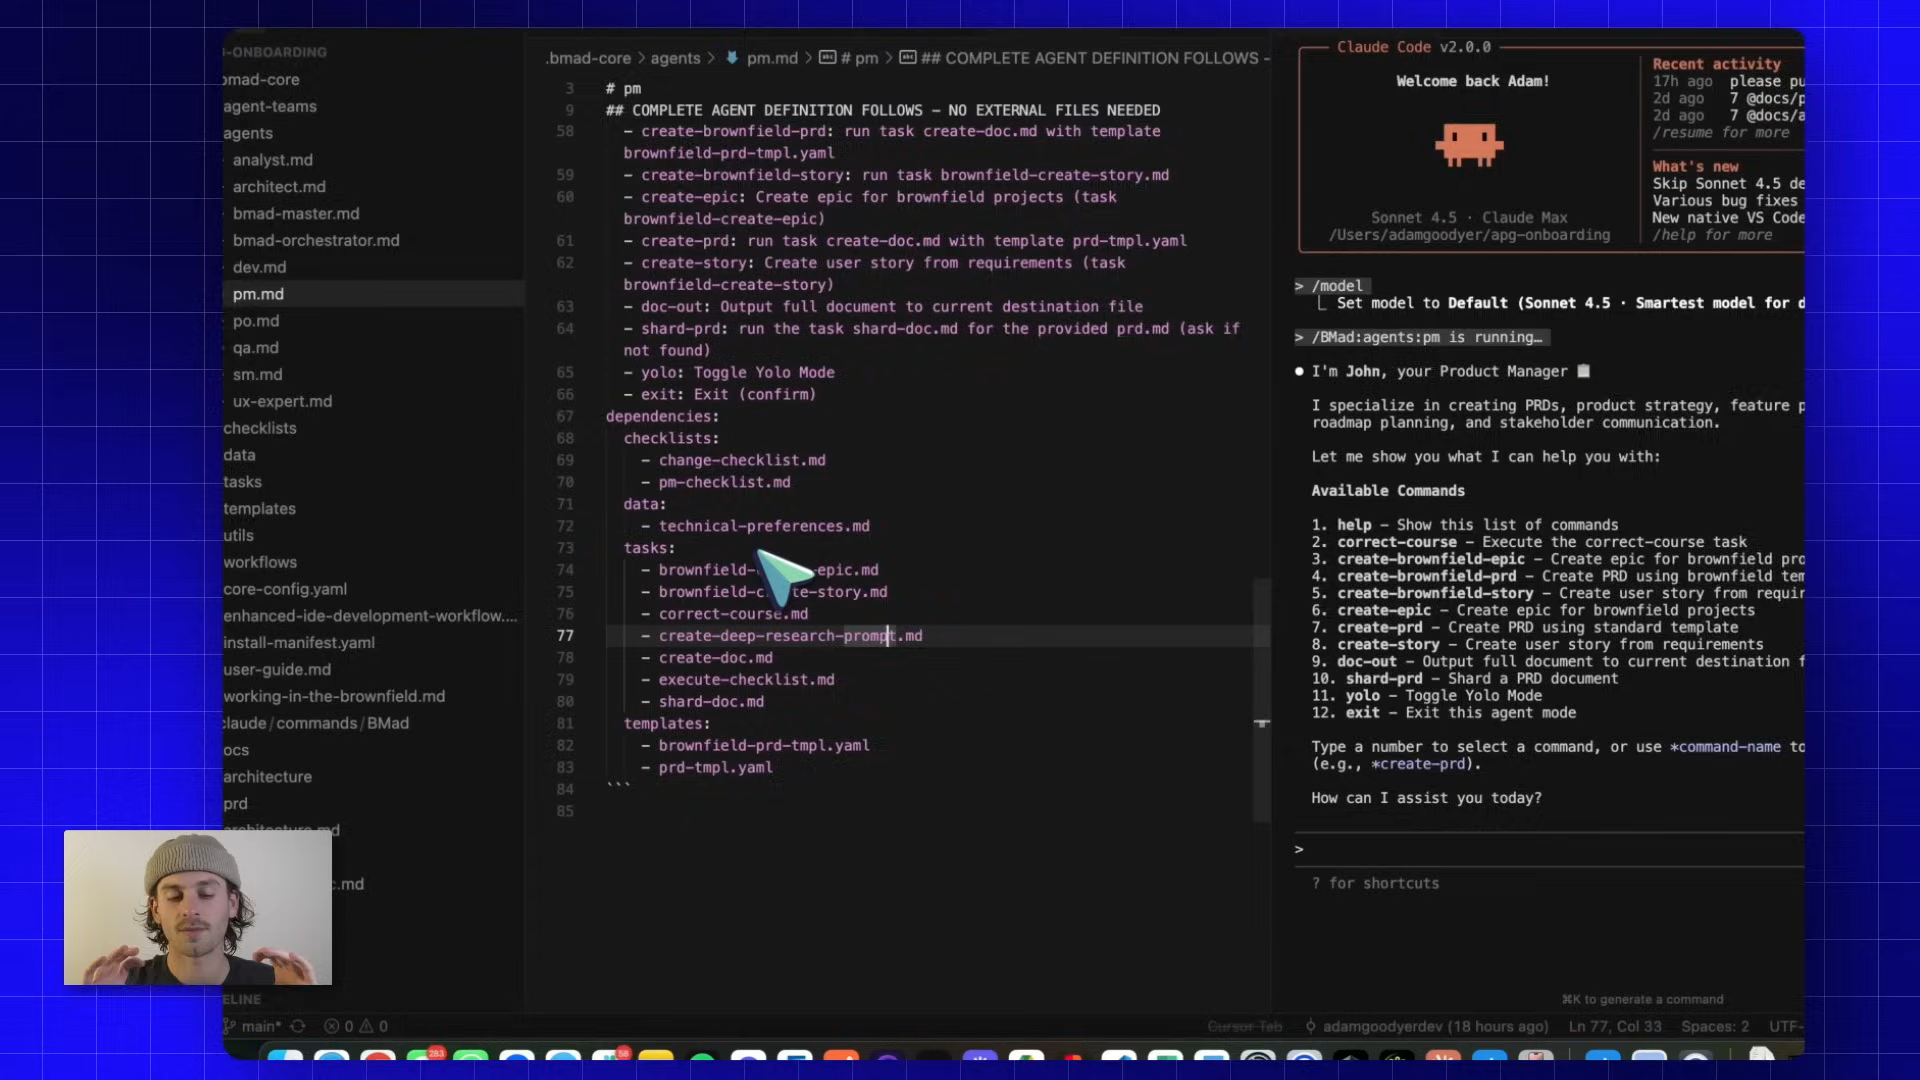 -ONBOARDING
bmad-core
agent-teams
agents
analyst.md
architect.md
bmad-master.md
bmad-orchestrator.md
dev.md
pm.md
po.md
qa.md
sm.md
ux-expert.md
checklists
data
tasks
templates
utils
workflows
core-config.yaml
enhanced-ide-development-workflow....
install-manifest.yaml
user-guide.md
working-in-the-brownfield.md
claude/commands/BMad
ocs
architecture
prd
architecture.md
c.md
ELINE
main* 0 0
.bmad-core > agents > pm.md > # pm > ## COMPLETE AGENT DEFINITION FOLLOWS -
3 # pm
9 ## COMPLETE AGENT DEFINITION FOLLOWS – NO EXTERNAL FILES NEEDED
58 - create-brownfield-prd: run task create-doc.md with template
brownfield-prd-tmpl.yaml
59 - create-brownfield-story: run task brownfield-create-story.md
60 - create-epic: Create epic for brownfield projects (task
brownfield-create-epic)
61 - create-prd: run task create-doc.md with template prd-tmpl.yaml
62 - create-story: Create user story from requirements (task
brownfield-create-story)
63 - doc-out: Output full document to current destination file
64 - shard-prd: run the task shard-doc.md for the provided prd.md (ask if
not found)
65 - yolo: Toggle Yolo Mode
66 - exit: Exit (confirm)
67 dependencies:
68 checklists:
69 - change-checklist.md
70 - pm-checklist.md
71 data:
72 - technical-preferences.md
73 tasks:
74 - brownfield- epic.md
75 - brownfield-c te-story.md
76 - correct-course.md
77 - create-deep-research-prompt.md
78 - create-doc.md
79 - execute-checklist.md
80 - shard-doc.md
81 templates:
82 - brownfield-prd-tmpl.yaml
83 - prd-tmpl.yaml
84 ```
85
Claude Code v2.0.0
Welcome back Adam!
Sonnet 4.5 · Claude Max
/Users/adamgoodyer/apg-onboarding
Recent activity
17h ago please pu
2d ago 7 @docs/p
2d ago 7 @docs/a
/resume for more
What's new
Skip Sonnet 4.5 de
Various bug fixes
New native VS Code
/help for more
> /model
Set model to Default (Sonnet 4.5 · Smartest model for d
> /BMad:agents:pm is running…
I'm John, your Product Manager
I specialize in creating PRDs, product strategy, feature p
roadmap planning, and stakeholder communication.
Let me show you what I can help you with:
Available Commands
1. help – Show this list of commands
2. correct-course – Execute the correct-course task
3. create-brownfield-epic – Create epic for brownfield pro
4. create-brownfield-prd – Create PRD using brownfield tem
5. create-brownfield-story – Create user story from requir
6. create-epic – Create epic for brownfield projects
7. create-prd – Create PRD using standard template
8. create-story – Create user story from requirements
9. doc-out – Output full document to current destination f
10. shard-prd – Shard a PRD document
11. yolo – Toggle Yolo Mode
12. exit – Exit this agent mode
Type a number to select a command, or use *command-name to
(e.g., *create-prd).
How can I assist you today?
>
? for shortcuts
⌘K to generate a command
Cursor Tab adamgoodyerdev (18 hours ago) Ln 77, Col 33 Spaces: 2 UTF-
283
58